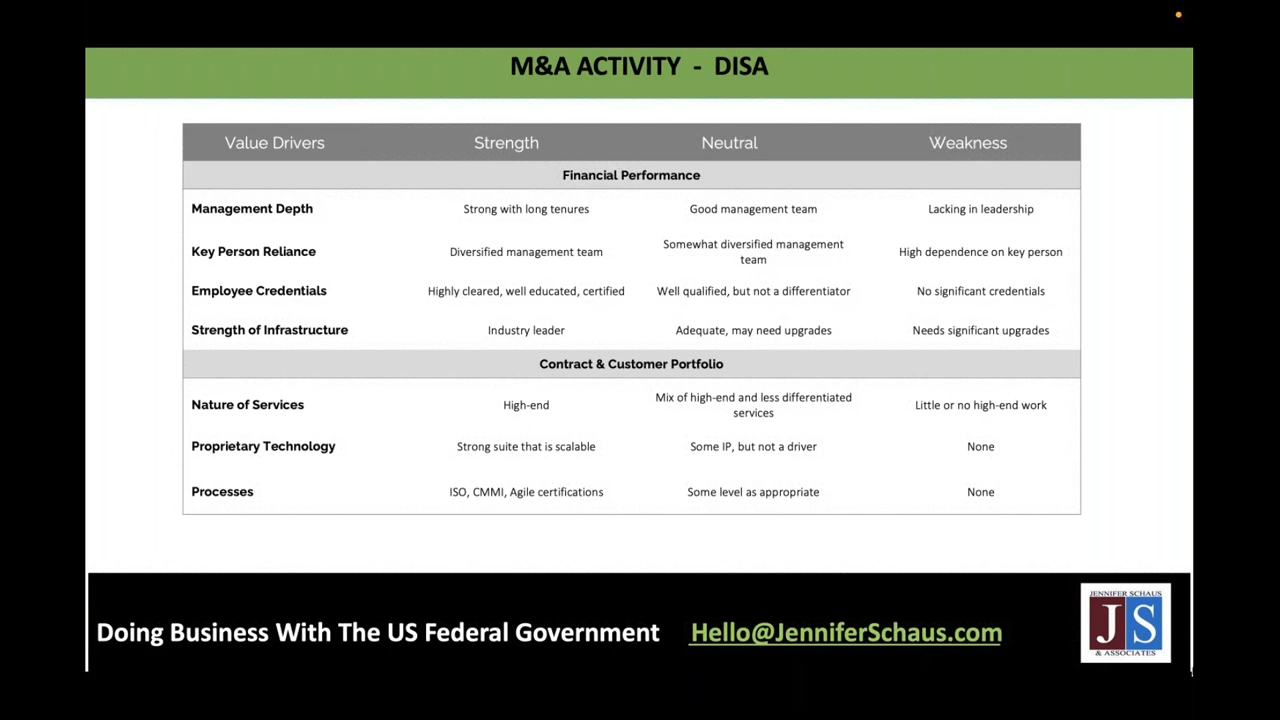 M&A ACTIVITY - DISA
Value Drivers Strength Neutral Weakness
Financial Performance
Management Depth Strong with long tenures Good management team Lacking in leadership
Key Person Reliance Diversified management team Somewhat diversified management team High dependence on key person
Employee Credentials Highly cleared, well educated, certified Well qualified, but not a differentiator No significant credentials
Strength of Infrastructure Industry leader Adequate, may need upgrades Needs significant upgrades
Contract & Customer Portfolio
Nature of Services High-end Mix of high-end and less differentiated services Little or no high-end work
Proprietary Technology Strong suite that is scalable Some IP, but not a driver None
Processes ISO, CMMI, Agile certifications Some level as appropriate None
Doing Business With The US Federal Government Hello@JenniferSchaus.com
JENNIFER SCHAUS
JS
& ASSOCIATES